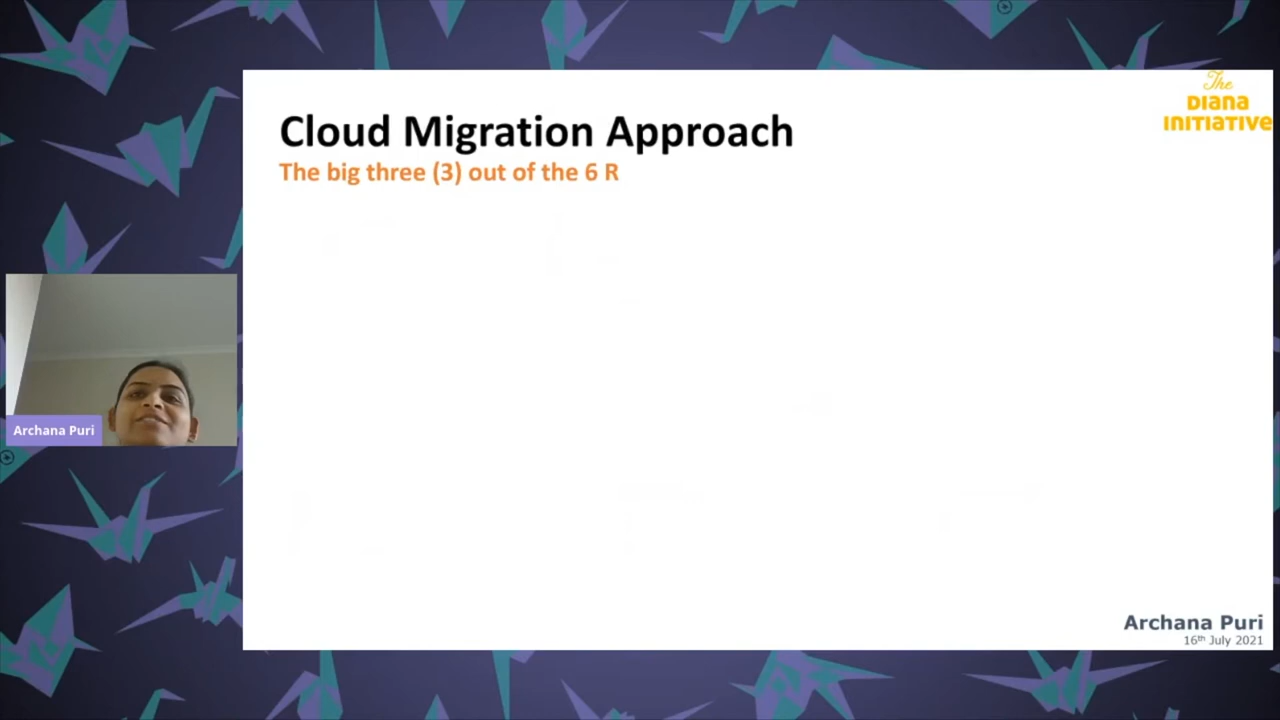 The
DIANA
INITIATIVE
Cloud Migration Approach
The big three (3) out of the 6 R
Archana Puri
Archana Puri
16th July 2021